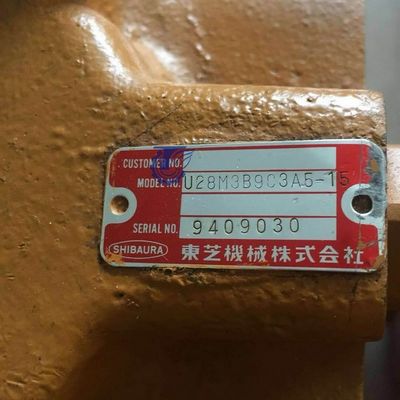 CUSTOMER NO.
MODEL NO. U28M3B9C3A5-15
SERIAL NO. 9409030
SHIBAURA 東芝機械株式会社